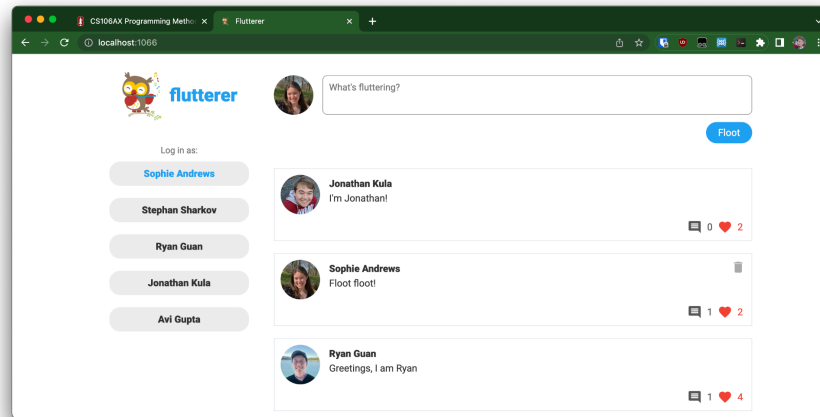 CS106AX Programming Metho
Flutterer
localhost:1066
flutterer
What's fluttering?
Floot
Log in as:
Sophie Andrews
Stephan Sharkov
Ryan Guan
Jonathan Kula
Avi Gupta
Jonathan Kula
I'm Jonathan!
0 2
Sophie Andrews
Floot floot!
1 2
Ryan Guan
Greetings, I am Ryan
1 4